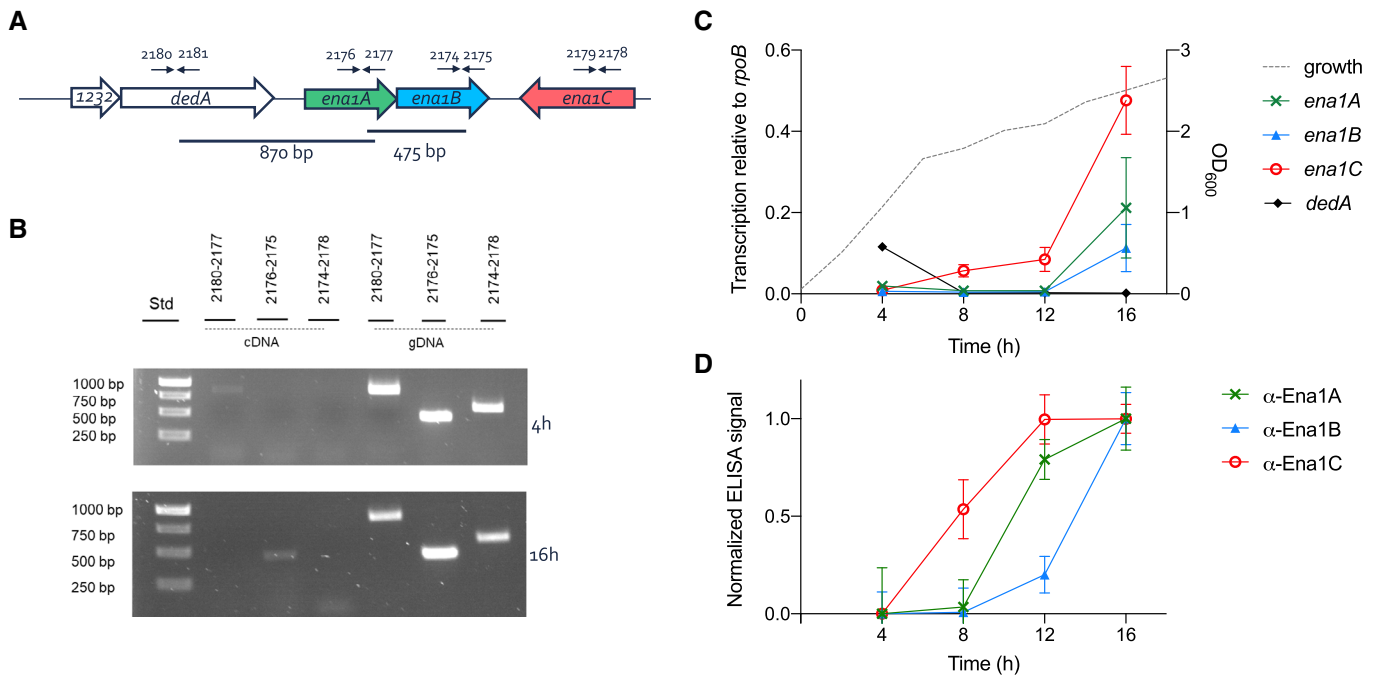 A
2180 2181
2176 2177
2174 2175
2179 2178
1232
dedA
ena1A
ena1B
ena1C
870 bp
475 bp
B
Std
2180-2177
2176-2175
2174-2178
2180-2177
2176-2175
2174-2178
cDNA
gDNA
1000 bp
750 bp
500 bp
250 bp
4h
1000 bp
750 bp
500 bp
250 bp
16h
C
Transcription relative to rpoB
0.6
0.4
0.2
0.0
3
2
1
0
OD600
0 4 8 12 16
Time (h)
growth
ena1A
ena1B
ena1C
dedA
D
Normalized ELISA signal
1.0
0.5
0.0
4 8 12 16
Time (h)
α-Ena1A
α-Ena1B
α-Ena1C